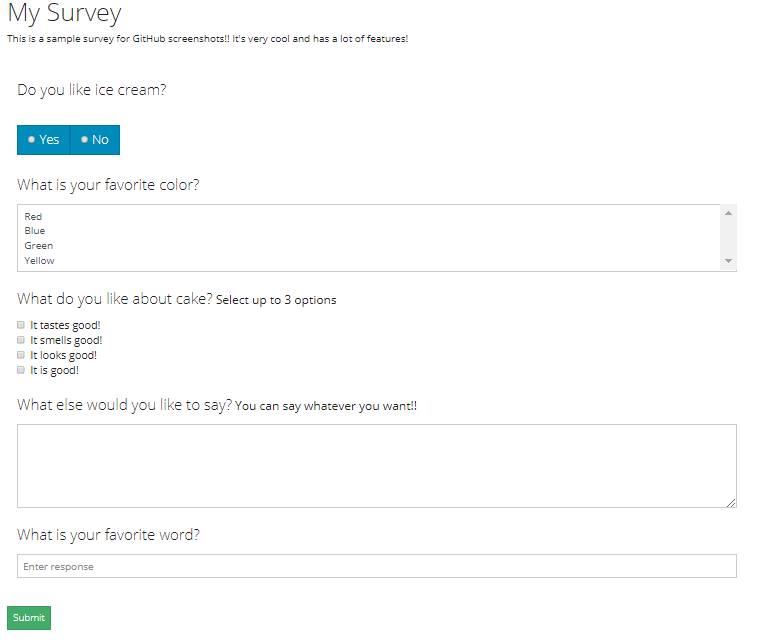 My Survey
This is a sample survey for GitHub screenshots!! It's very cool and has a lot of features!
Do you like ice cream?
Yes No
What is your favorite color?
Red
Blue
Green
Yellow
What do you like about cake? Select up to 3 options
It tastes good!
It smells good!
It looks good!
It is good!
What else would you like to say? You can say whatever you want!!
What is your favorite word?
Enter response
Submit